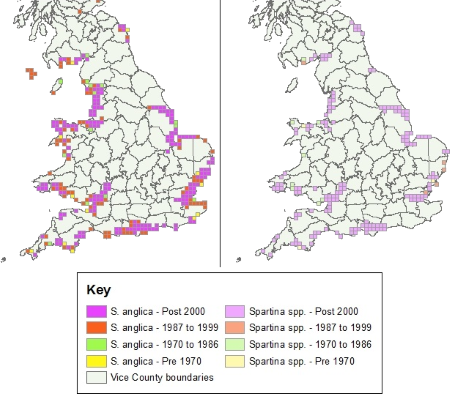 Key
S. anglica - Post 2000
S. anglica - 1987 to 1999
S. anglica - 1970 to 1986
S. anglica - Pre 1970
Vice County boundaries
Spartina spp. - Post 2000
Spartina spp. - 1987 to 1999
Spartina spp. - 1970 to 1986
Spartina spp. - Pre 1970